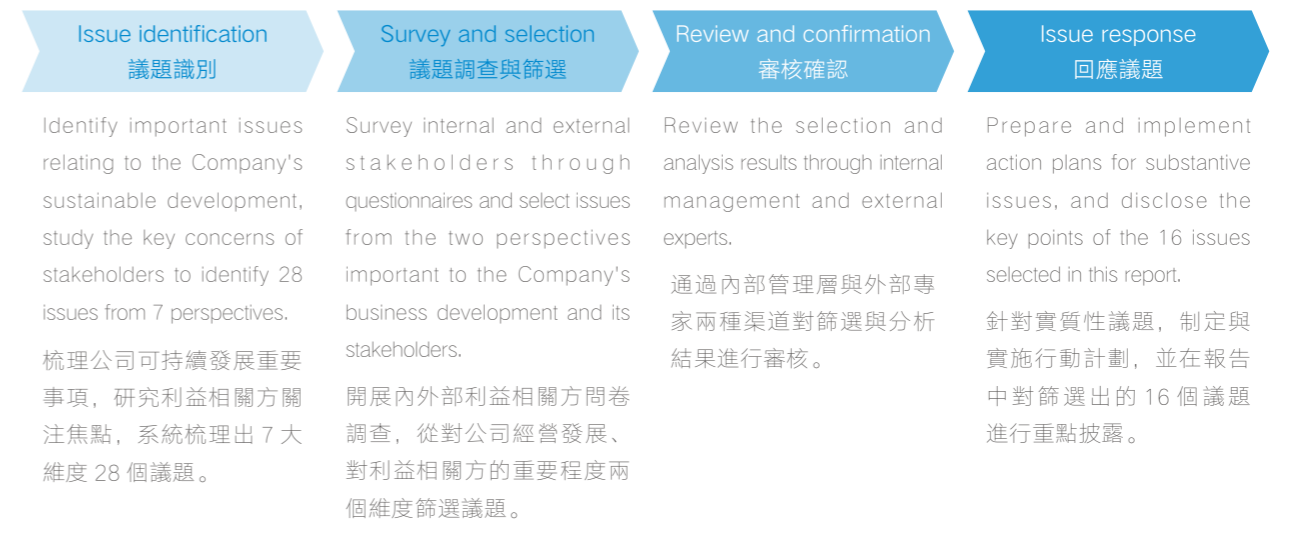 Issue identification
議題識別
Identify important issues
relating to the Company's
sustainable development,
study the key concerns of
stakeholders to identify 28
issues from 7 perspectives.
梳理公司可持續發展重要
事項，研究利益相關方關
注焦點，系統梳理出 7 大
維度 28 個議題。
Survey and selection
議題調查與篩選
Survey internal and external
stakeholders through
questionnaires and select issues
from the two perspectives
important to the Company's
business development and its
stakeholders.
開展內外部利益相關方問卷
調查，從對公司經營發展、
對利益相關方的重要程度兩
個維度篩選議題。
Review and confirmation
審核確認
Review the selection and
analysis results through internal
management and external
experts.
通過內部管理層與外部專
家兩種渠道對篩選與分析
結果進行審核。
Issue response
回應議題
Prepare and implement
action plans for substantive
issues, and disclose the
key points of the 16 issues
selected in this report.
針對實質性議題，制定與
實施行動計劃，並在報告
中對篩選出的 16 個議題
進行重點披露。